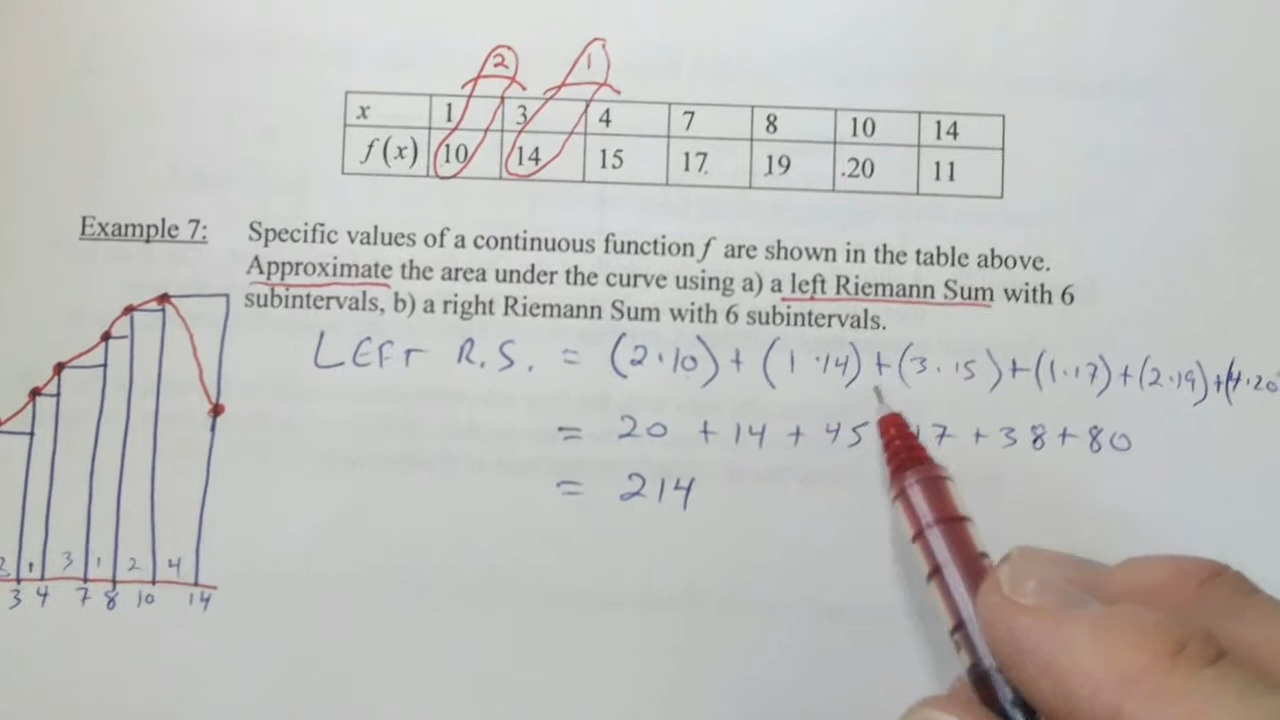 2 1
x 1 3 4 7 8 10 14
f(x) 10 14 15 17 19 20 11
Example 7: Specific values of a continuous function f are shown in the table above.
Approximate the area under the curve using a) a left Riemann Sum with 6
subintervals, b) a right Riemann Sum with 6 subintervals.
LEFT R.S. = (2·10) + (1·14) + (3·15) + (1·17) + (2·19) + (4·20
= 20 + 14 + 45 17 + 38 + 80
= 214
1 3 1 2 4
3 4 7 8 10 14